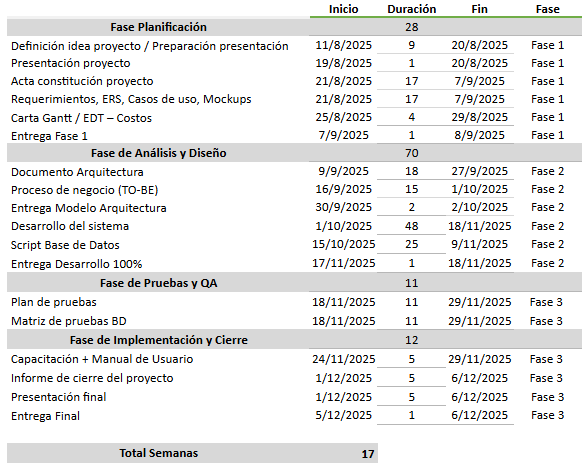 Inicio Duración Fin Fase
Fase Planificación 28
Definición idea proyecto / Preparación presentación 11/8/2025 9 20/8/2025 Fase 1
Presentación proyecto 19/8/2025 1 20/8/2025 Fase 1
Acta constitución proyecto 21/8/2025 17 7/9/2025 Fase 1
Requerimientos, ERS, Casos de uso, Mockups 21/8/2025 17 7/9/2025 Fase 1
Carta Gantt / EDT – Costos 25/8/2025 4 29/8/2025 Fase 1
Entrega Fase 1 7/9/2025 1 8/9/2025 Fase 1
Fase de Análisis y Diseño 70
Documento Arquitectura 9/9/2025 18 27/9/2025 Fase 2
Proceso de negocio (TO-BE) 16/9/2025 15 1/10/2025 Fase 2
Entrega Modelo Arquitectura 30/9/2025 2 2/10/2025 Fase 2
Desarrollo del sistema 1/10/2025 48 18/11/2025 Fase 2
Script Base de Datos 15/10/2025 25 9/11/2025 Fase 2
Entrega Desarrollo 100% 17/11/2025 1 18/11/2025 Fase 2
Fase de Pruebas y QA 11
Plan de pruebas 18/11/2025 11 29/11/2025 Fase 3
Matriz de pruebas BD 18/11/2025 11 29/11/2025 Fase 3
Fase de Implementación y Cierre 12
Capacitación + Manual de Usuario 24/11/2025 5 29/11/2025 Fase 3
Informe de cierre del proyecto 1/12/2025 5 6/12/2025 Fase 3
Presentación final 1/12/2025 5 6/12/2025 Fase 3
Entrega Final 5/12/2025 1 6/12/2025 Fase 3
Total Semanas 17